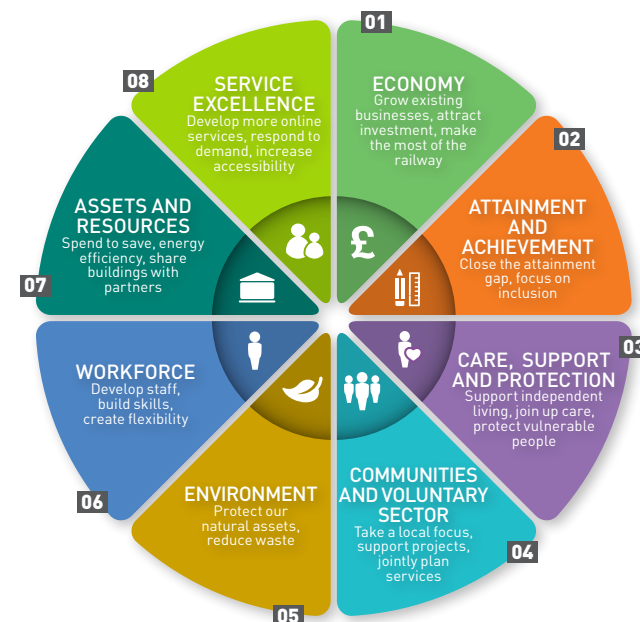 01
ECONOMY
Grow existing
businesses, attract
investment, make
the most of the
railway
£
02
ATTAINMENT
AND
ACHIEVEMENT
Close the attainment
gap, focus on
inclusion
03
CARE, SUPPORT
AND PROTECTION
Support independent
living, join up care,
protect vulnerable
people
04
COMMUNITIES
AND VOLUNTARY
SECTOR
Take a local focus,
support projects,
jointly plan
services
05
ENVIRONMENT
Protect our
natural assets,
reduce waste
06
WORKFORCE
Develop staff,
build skills,
create flexibility
07
ASSETS AND
RESOURCES
Spend to save, energy
efficiency, share
buildings with
partners
08
SERVICE
EXCELLENCE
Develop more online
services, respond to
demand, increase
accessibility